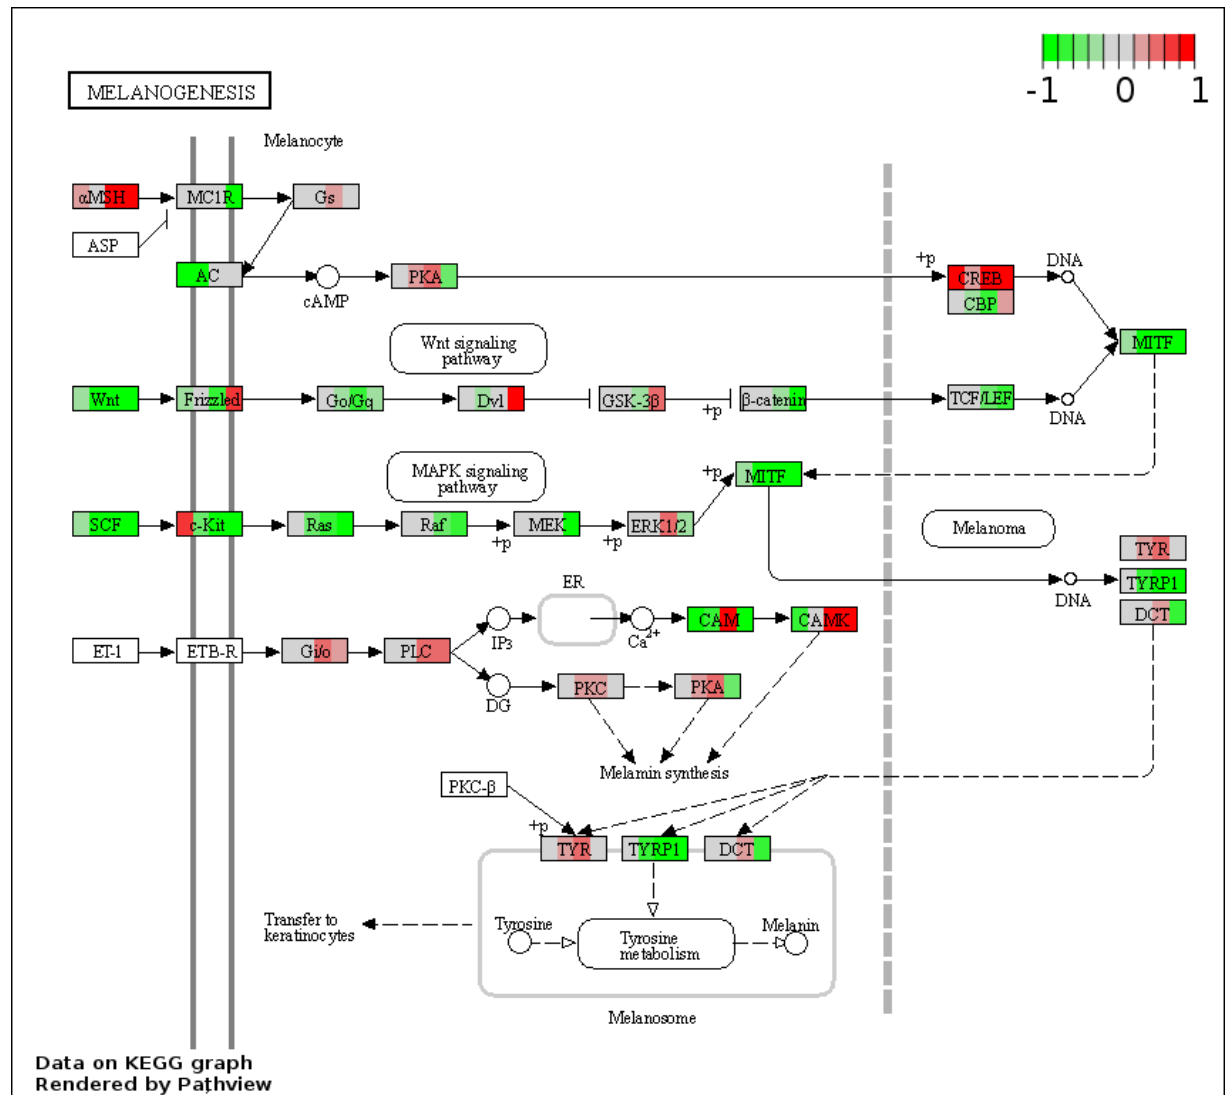 -1 0 1
MELANOGENESIS
Melanocyte
αMSH
MC1R
Gs
ASP
AC
cAMP
PKA
+p
CREB
CBP
DNA
MITF
Wnt signaling
pathway
Wnt
Frizzled
Go/Gq
Dvl
GSK-3β
+p
β-catenin
TCF/LEF
DNA
MAPK signaling
pathway
+p
MITF
SCF
c-Kit
Ras
Raf
+p
MEK
+p
ERK1/2
Melanoma
TYR
TYRP1
DCT
DNA
ER
IP3
Ca2+
CAM
CAMK
ET-1
ETB-R
Gi/o
PLC
DG
PKC
PKA
Melamin synthesis
PKC-β
+p
TYR
TYRP1
DCT
Transfer to
keratinocytes
Tyrosine
Tyrosine
metabolism
Melanin
Melanosome
Data on KEGG graph
Rendered by Pathview